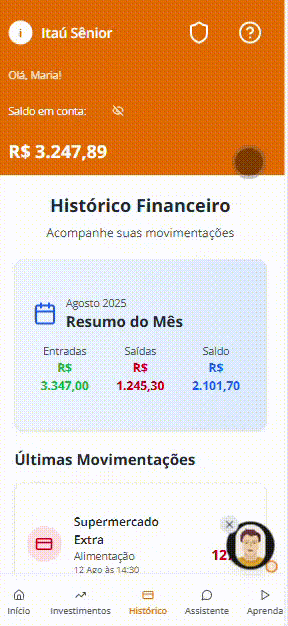 i Itaú Sênior
Olá, Maria!
Saldo em conta:
R$ 3.247,89
Histórico Financeiro
Acompanhe suas movimentações
Agosto 2025
Resumo do Mês
Entradas Saídas Saldo
R$ R$ R$
3.347,00 1.245,30 2.101,70
Últimas Movimentações
Supermercado
Extra
Alimentação
12 Ago às 14:30
Início Investimentos Histórico Assistente Aprenda